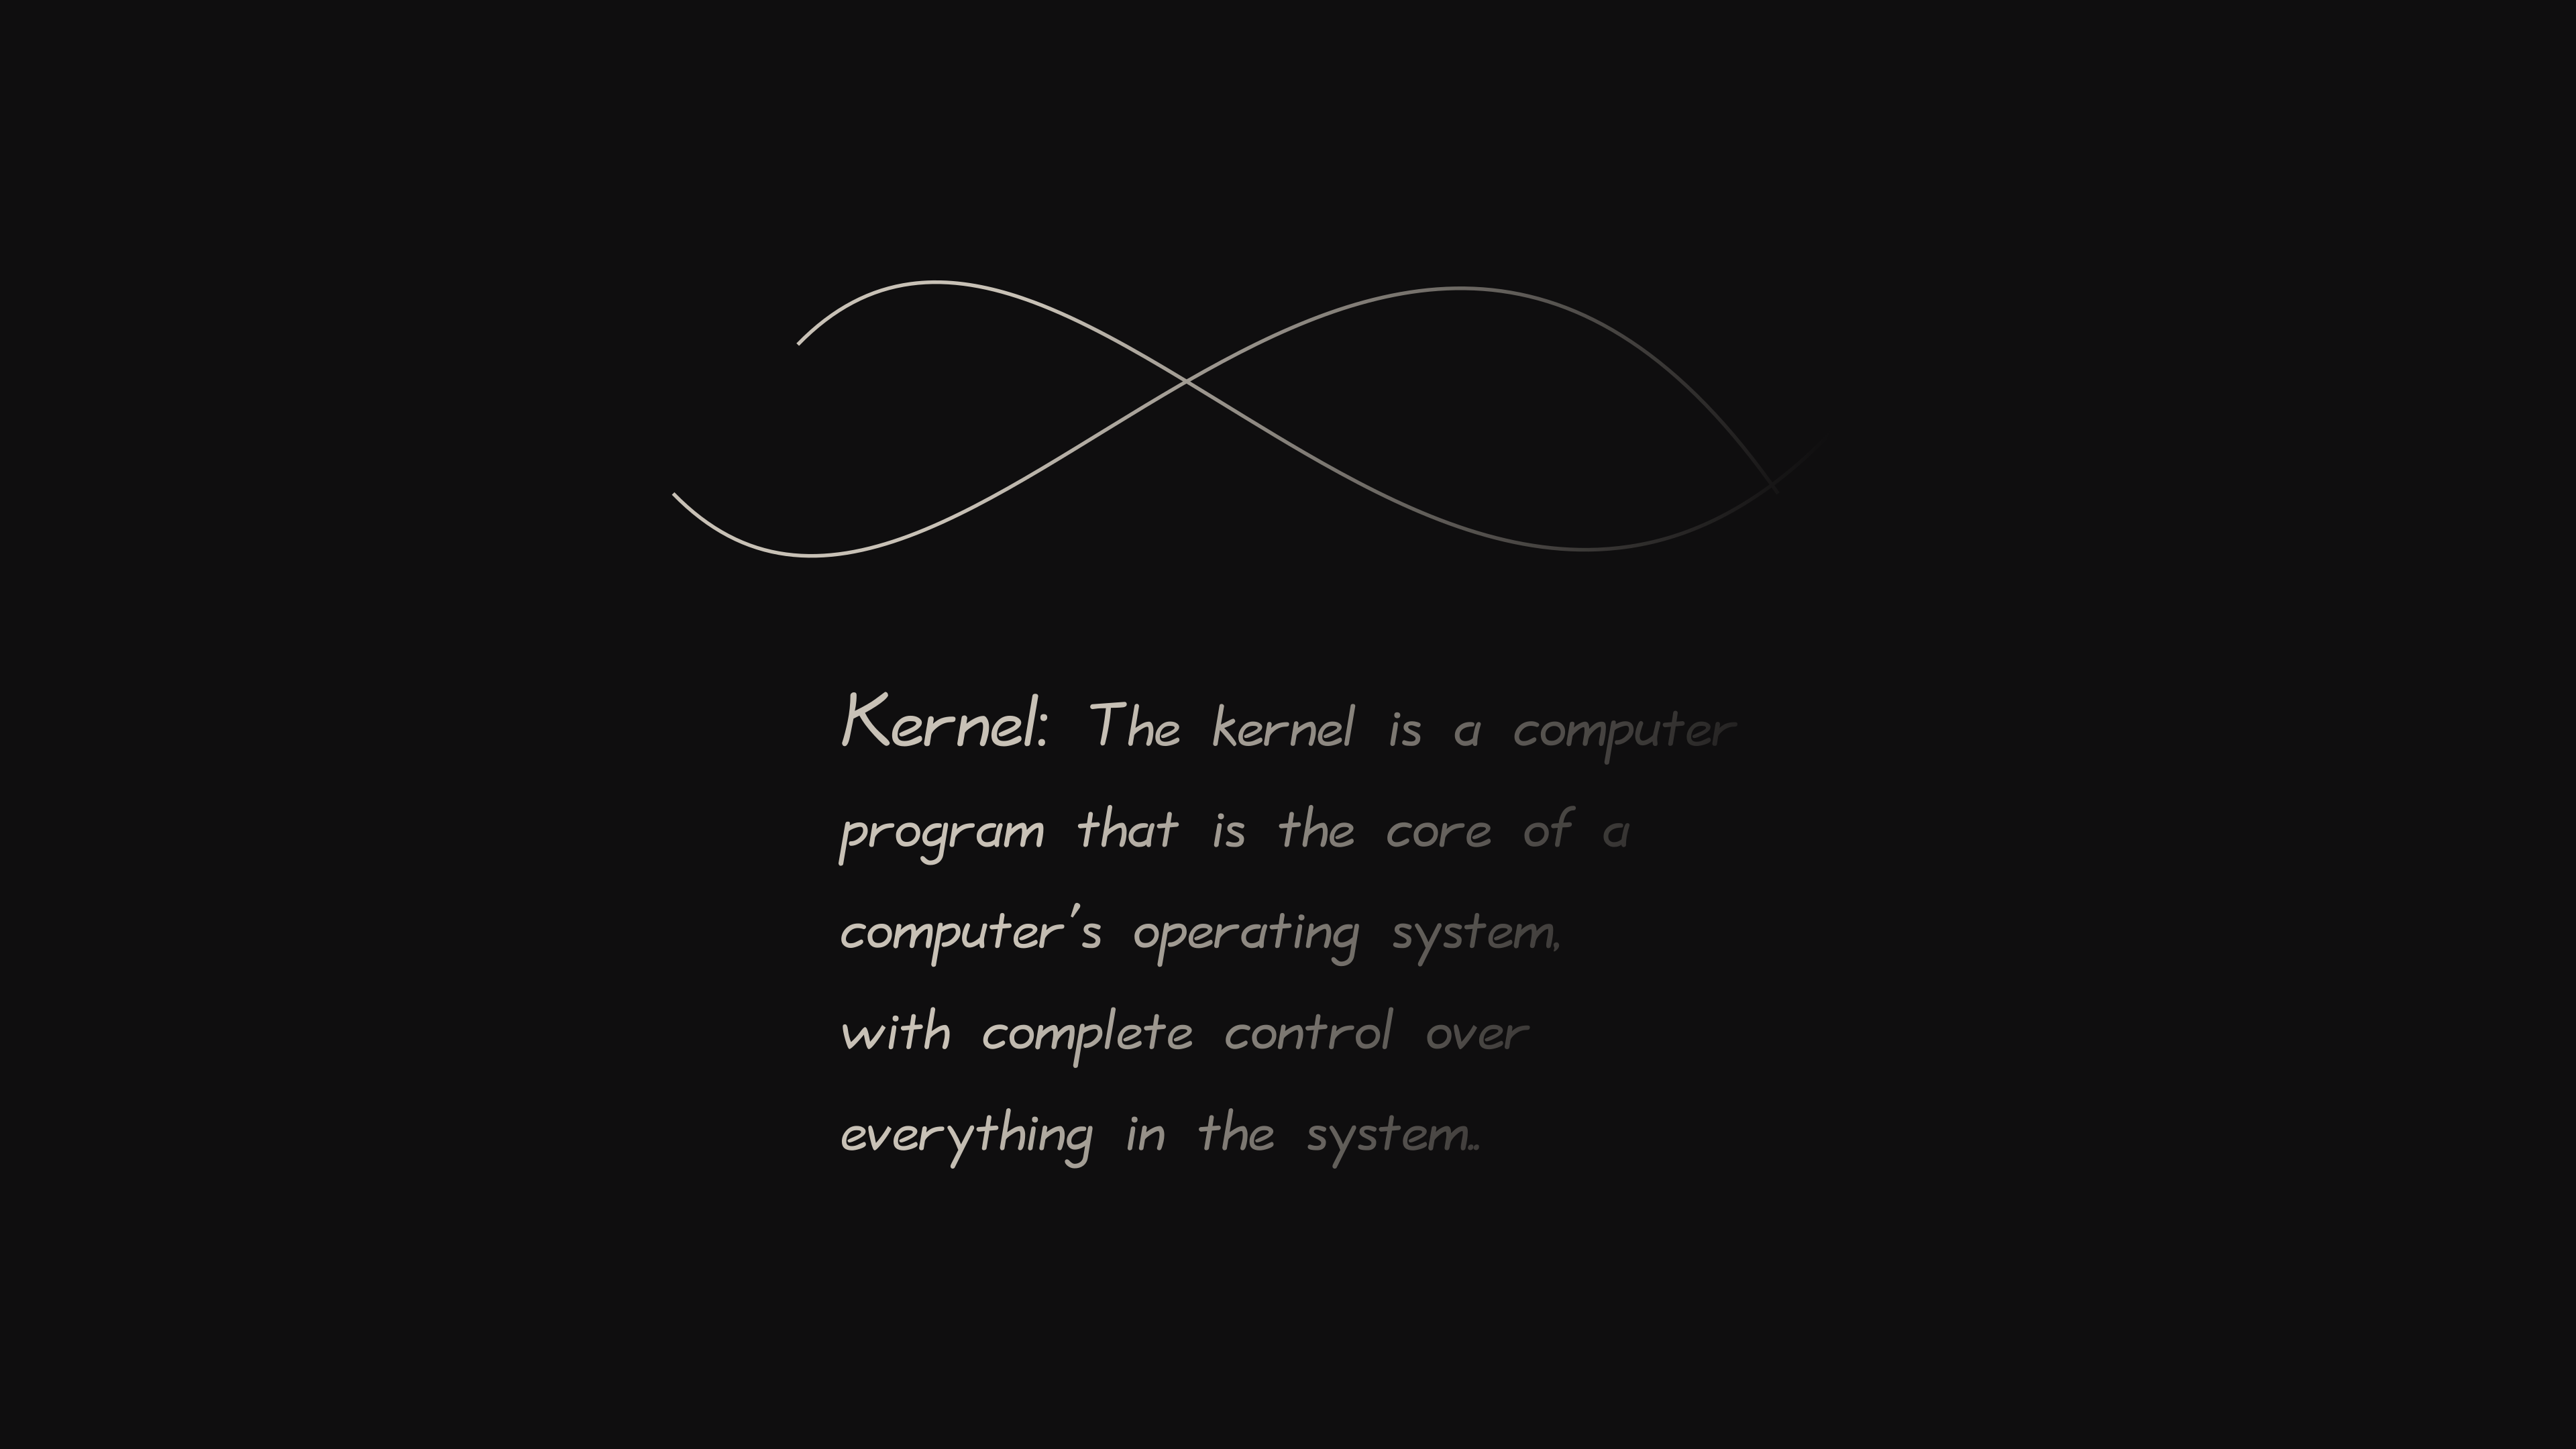 Kernel: The kernel is a computer
program that is the core of a
computer's operating system,
with complete control over
everything in the system..